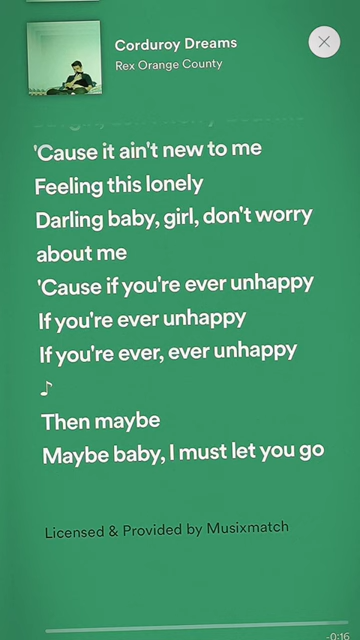 Corduroy Dreams
Rex Orange County
'Cause it ain't new to me
Feeling this lonely
Darling baby, girl, don't worry
about me
'Cause if you're ever unhappy
If you're ever unhappy
If you're ever, ever unhappy
♪
Then maybe
Maybe baby, I must let you go
Licensed & Provided by Musixmatch
-0:16